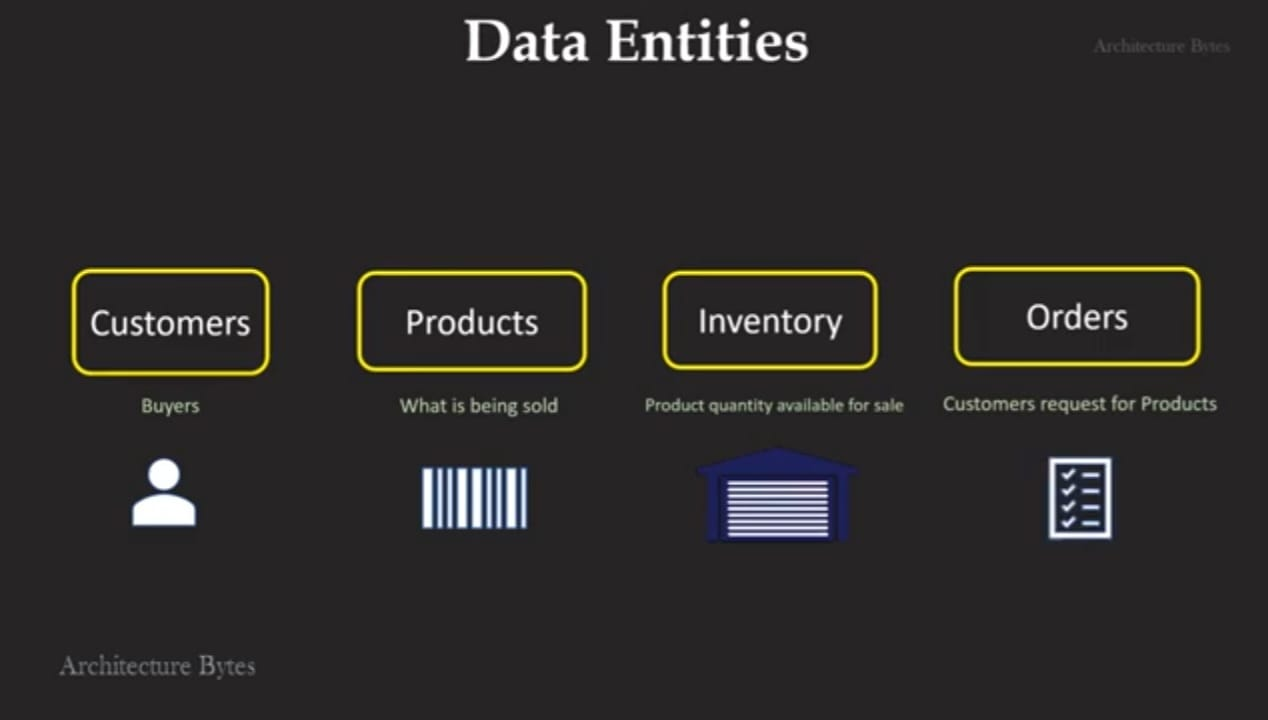 Data Entities
Architecture Bytes
Customers
Products
Inventory
Orders
Buyers
What is being sold
Product quantity available for sale
Customers request for Products
Architecture Bytes